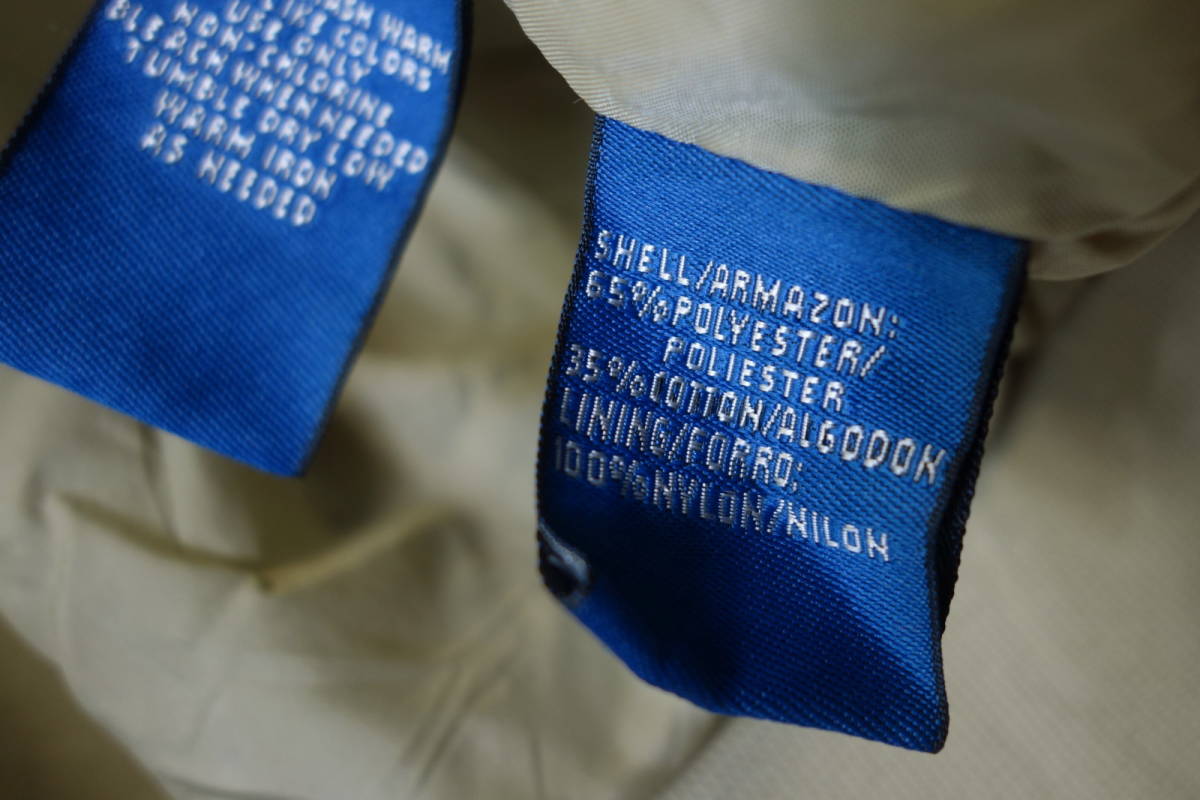 WASH WARM
LIKE COLORS
USE ONLY
NON-CHLORINE
BLEACH WHEN NEEDED
TUMBLE DRY LOW
WARM IRON
AS NEEDED
SHELL/ARMAZON:
65% POLYESTER/
POLIESTER
35% COTTON/ALGODON
LINING/FORRO:
100% NYLON/NILON